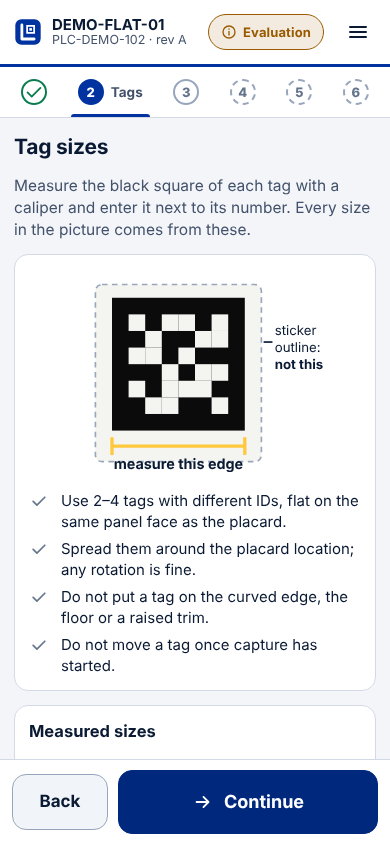 DEMO-FLAT-01
PLC-DEMO-102 · rev A
Evaluation
2 Tags
3
4
5
6
Tag sizes
Measure the black square of each tag with a
caliper and enter it next to its number. Every size
in the picture comes from these.
sticker
outline:
not this
measure this edge
Use 2–4 tags with different IDs, flat on the
same panel face as the placard.
Spread them around the placard location;
any rotation is fine.
Do not put a tag on the curved edge, the
floor or a raised trim.
Do not move a tag once capture has
started.
Measured sizes
Back
Continue